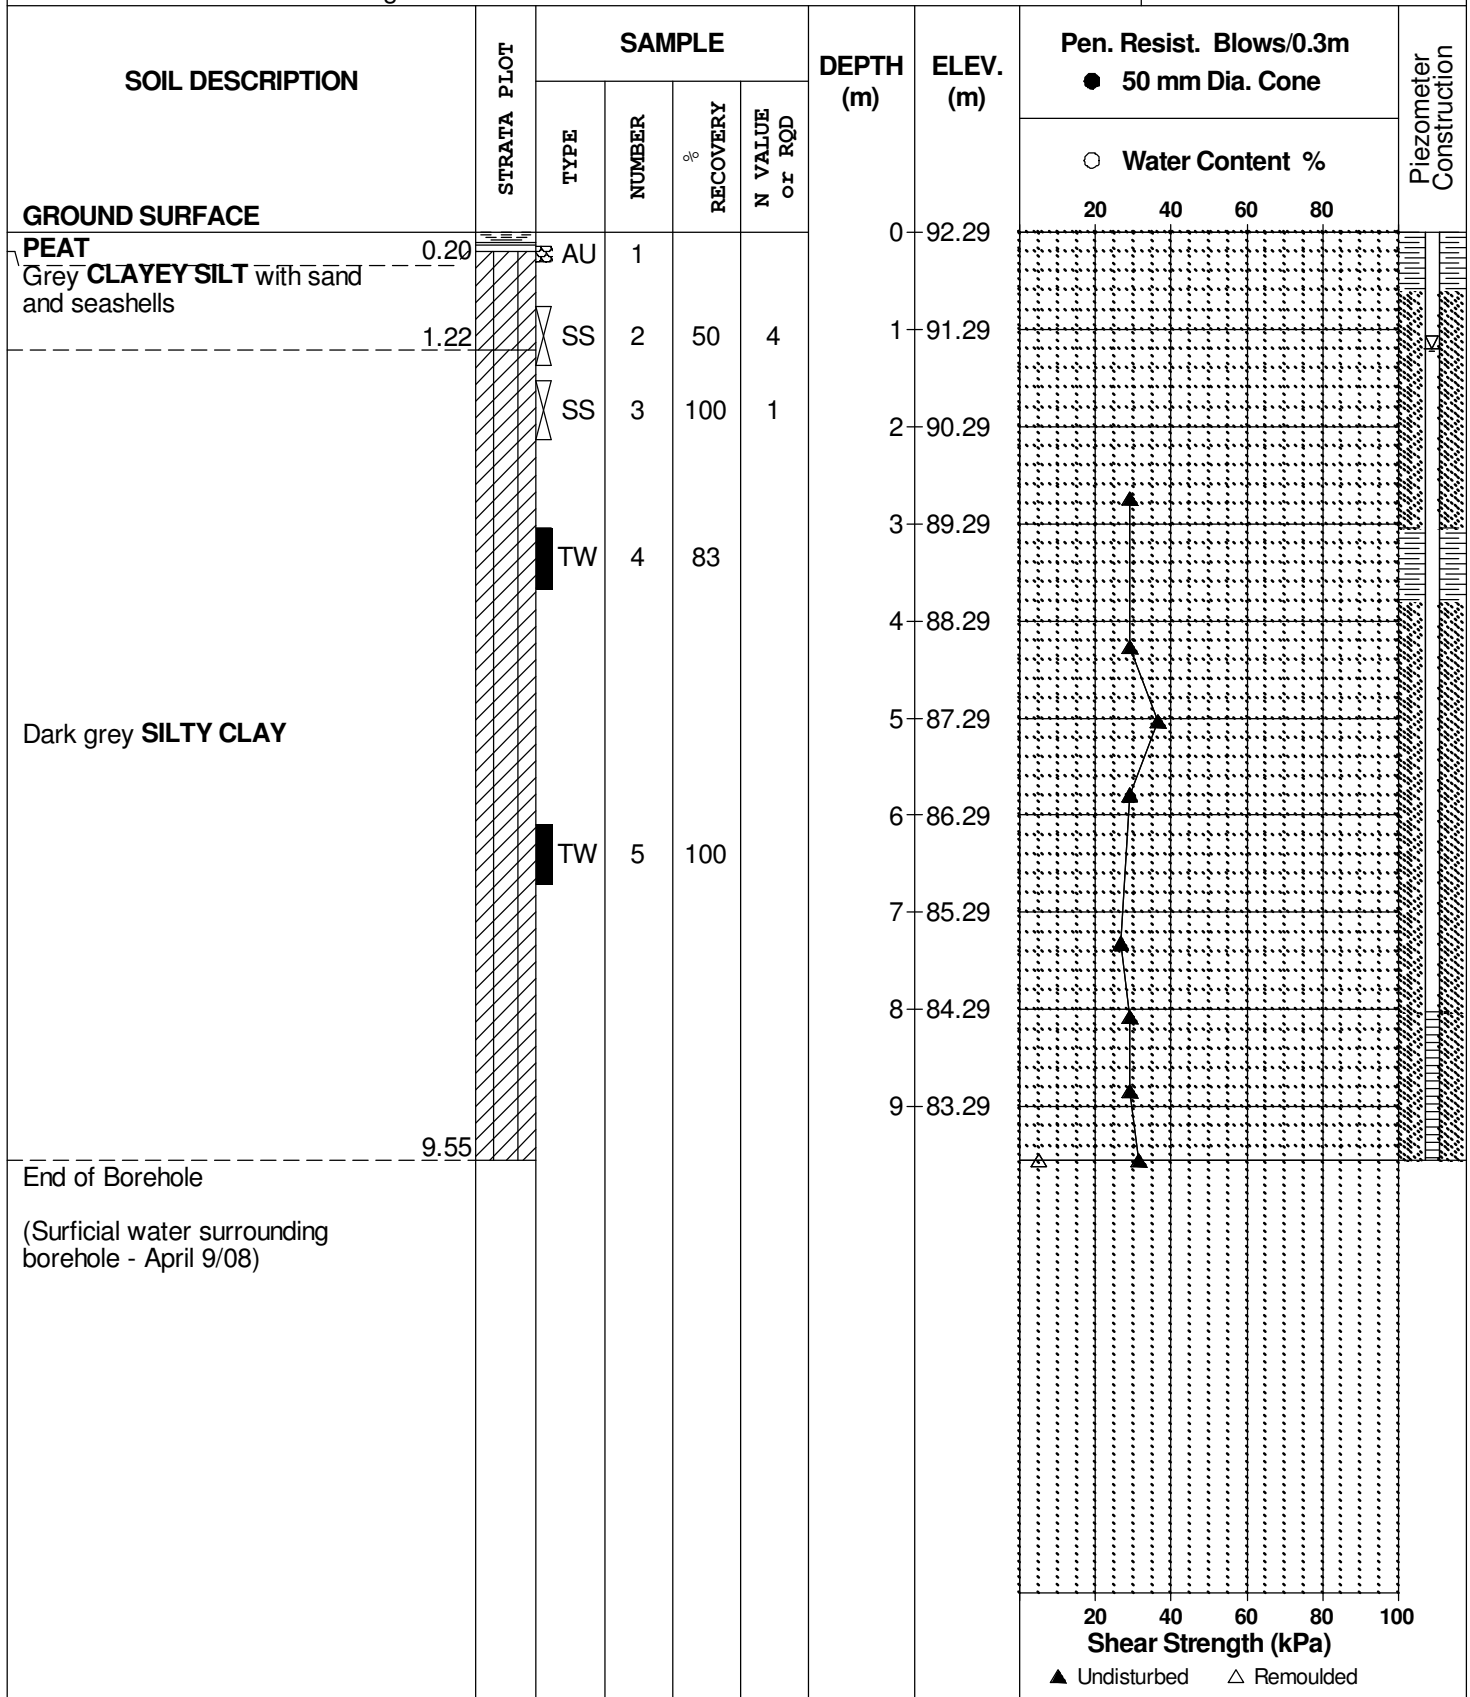 SOIL DESCRIPTION
STRATA PLOT
SAMPLE
TYPE
NUMBER
% RECOVERY
N VALUE or RQD
DEPTH (m)
ELEV. (m)
Pen. Resist. Blows/0.3m
● 50 mm Dia. Cone
○ Water Content %
Piezometer Construction
20 40 60 80
GROUND SURFACE
0 92.29
PEAT 0.20
AU 1
Grey CLAYEY SILT with sand
and seashells
1.22
SS 2 50 4
1 91.29
SS 3 100 1
2 90.29
3 89.29
TW 4 83
4 88.29
5 87.29
Dark grey SILTY CLAY
6 86.29
TW 5 100
7 85.29
8 84.29
9 83.29
9.55
End of Borehole
(Surficial water surrounding
borehole - April 9/08)
20 40 60 80 100
Shear Strength (kPa)
▲ Undisturbed △ Remoulded